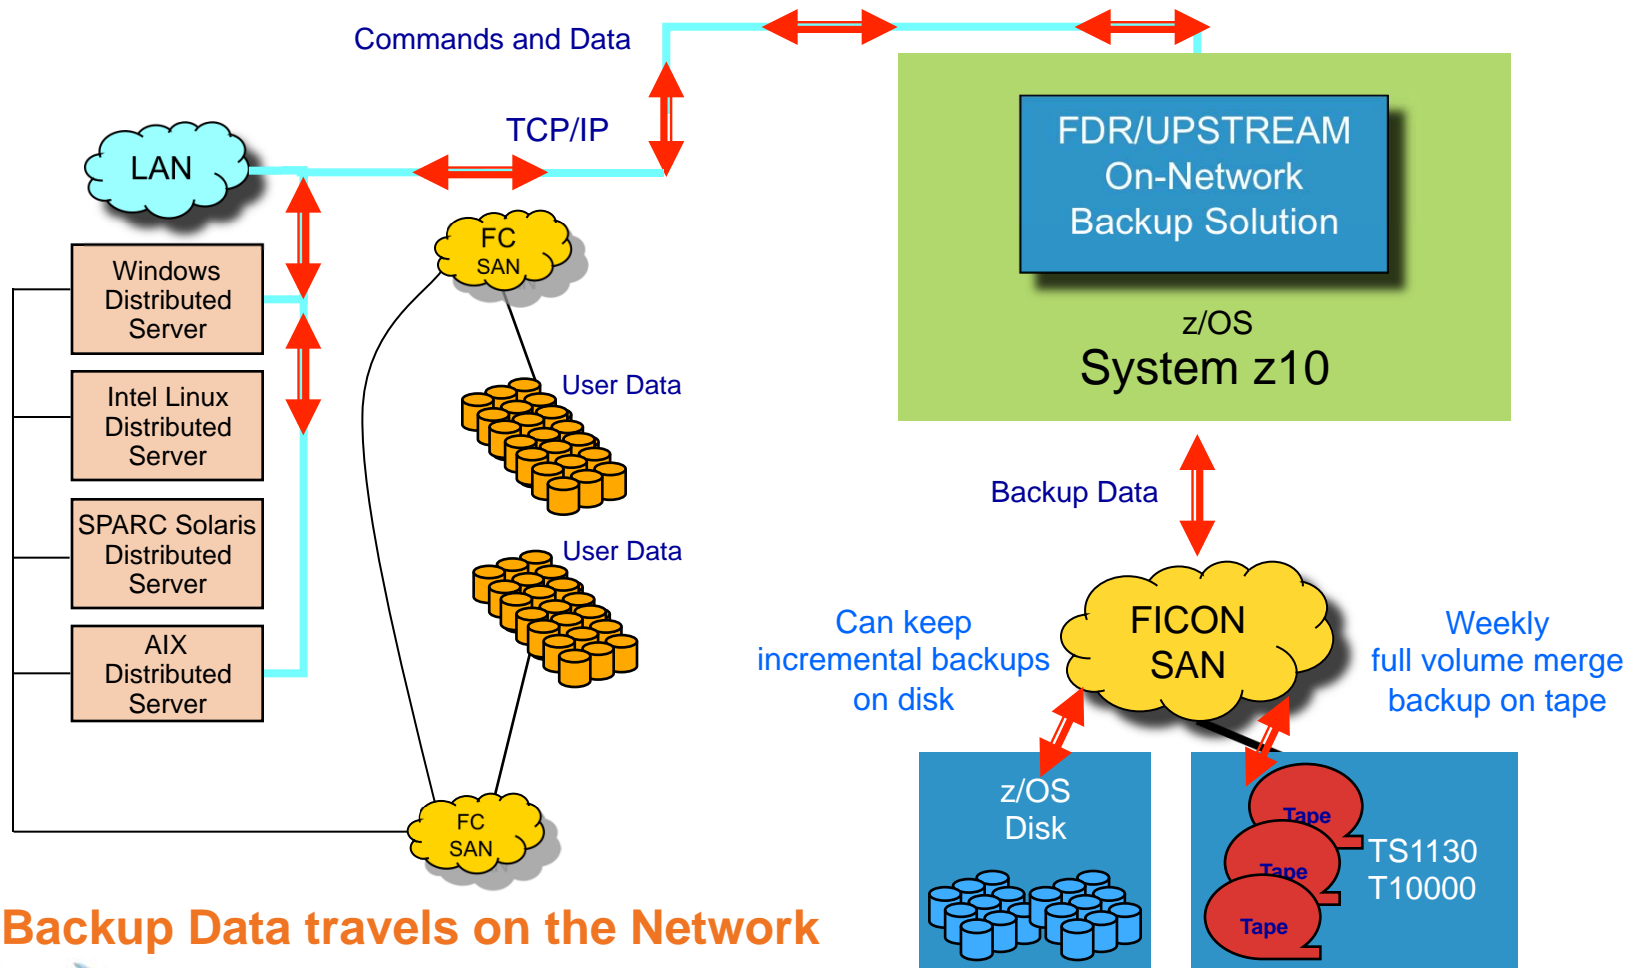 Commands and Data
TCP/IP
LAN
FC
SAN
Windows
Distributed
Server
Intel Linux
Distributed
Server
SPARC Solaris
Distributed
Server
AIX
Distributed
Server
User Data
User Data
FC
SAN
FDR/UPSTREAM
On-Network
Backup Solution
z/OS
System z10
Backup Data
FICON
SAN
Can keep
incremental backups
on disk
Weekly
full volume merge
backup on tape
z/OS
Disk
Tape
Tape
Tape
TS1130
T10000
Backup Data travels on the Network